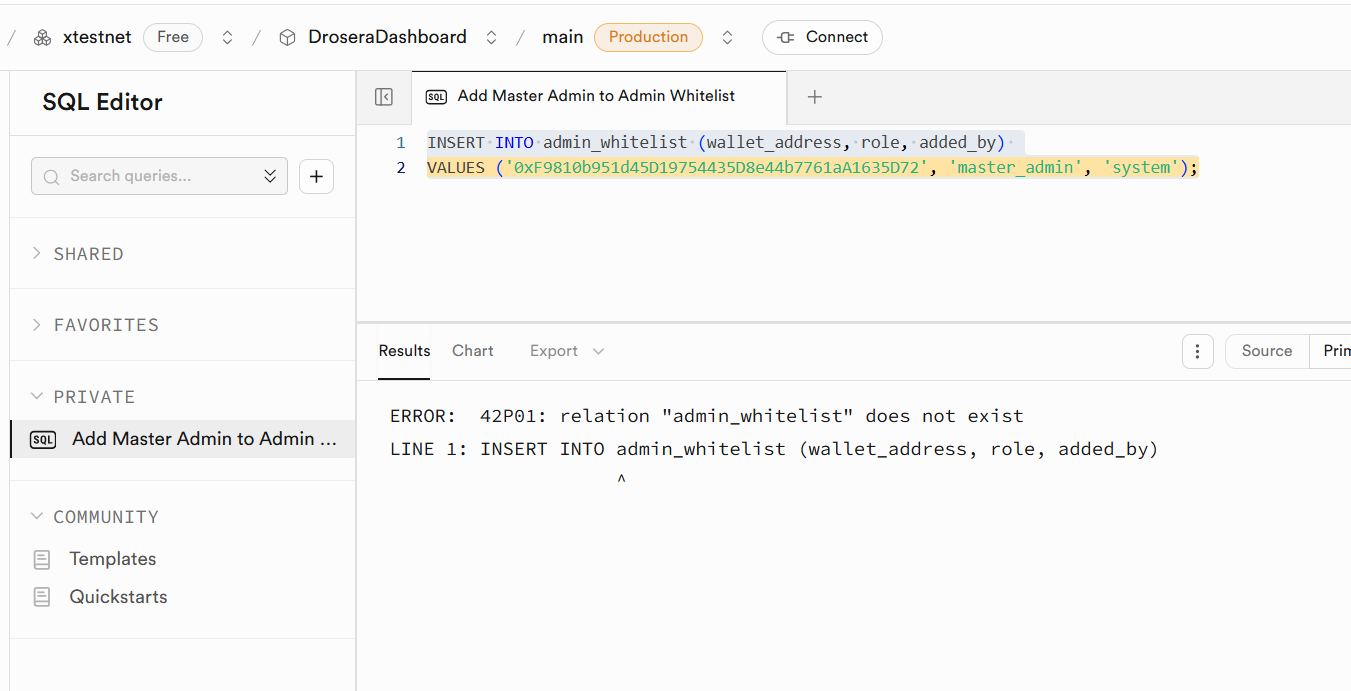 / xtestnet Free / DroseraDashboard / main Production Connect
SQL Editor
Search queries...
SHARED
FAVORITES
PRIVATE
SQL Add Master Admin to Admin ...
COMMUNITY
Templates
Quickstarts
SQL Add Master Admin to Admin Whitelist
1 INSERT INTO admin_whitelist (wallet_address, role, added_by)
2 VALUES ('0xF9810b951d45D19754435D8e44b7761aA1635D72', 'master_admin', 'system');
Results Chart Export Source Prim
ERROR: 42P01: relation "admin_whitelist" does not exist
LINE 1: INSERT INTO admin_whitelist (wallet_address, role, added_by)
^